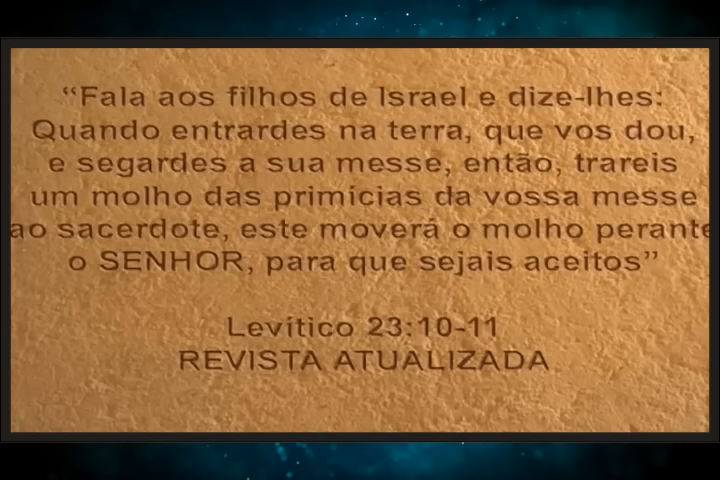 “Fala aos filhos de Israel e dize-lhes:
Quando entrardes na terra, que vos dou,
e segardes a sua messe, então, trareis
um molho das primícias da vossa messe
ao sacerdote, este moverá o molho perante
o SENHOR, para que sejais aceitos”
Levítico 23:10-11
REVISTA ATUALIZADA